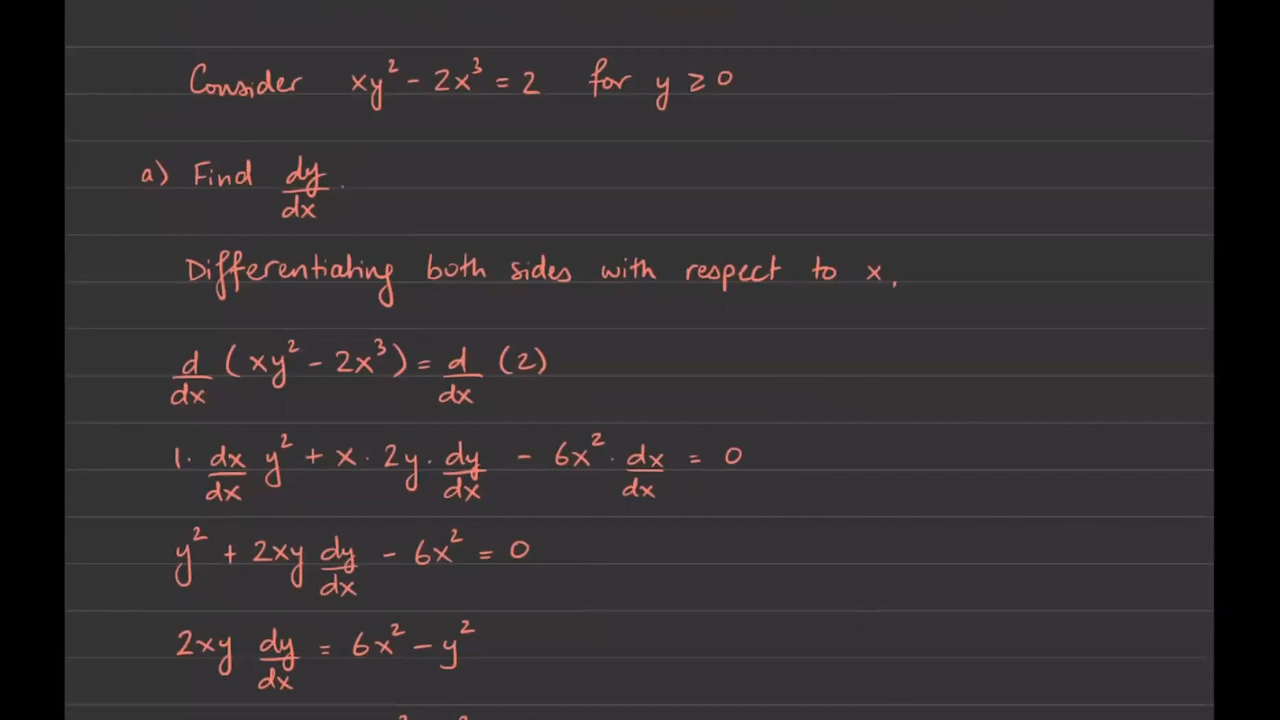 Consider xy² - 2x³ = 2 for y ≥ 0
a) Find dy/dx.
Differentiating both sides with respect to x,
d/dx (xy² - 2x³) = d/dx (2)
1. dx/dx y² + x · 2y · dy/dx - 6x² · dx/dx = 0
y² + 2xy dy/dx - 6x² = 0
2xy dy/dx = 6x² - y²